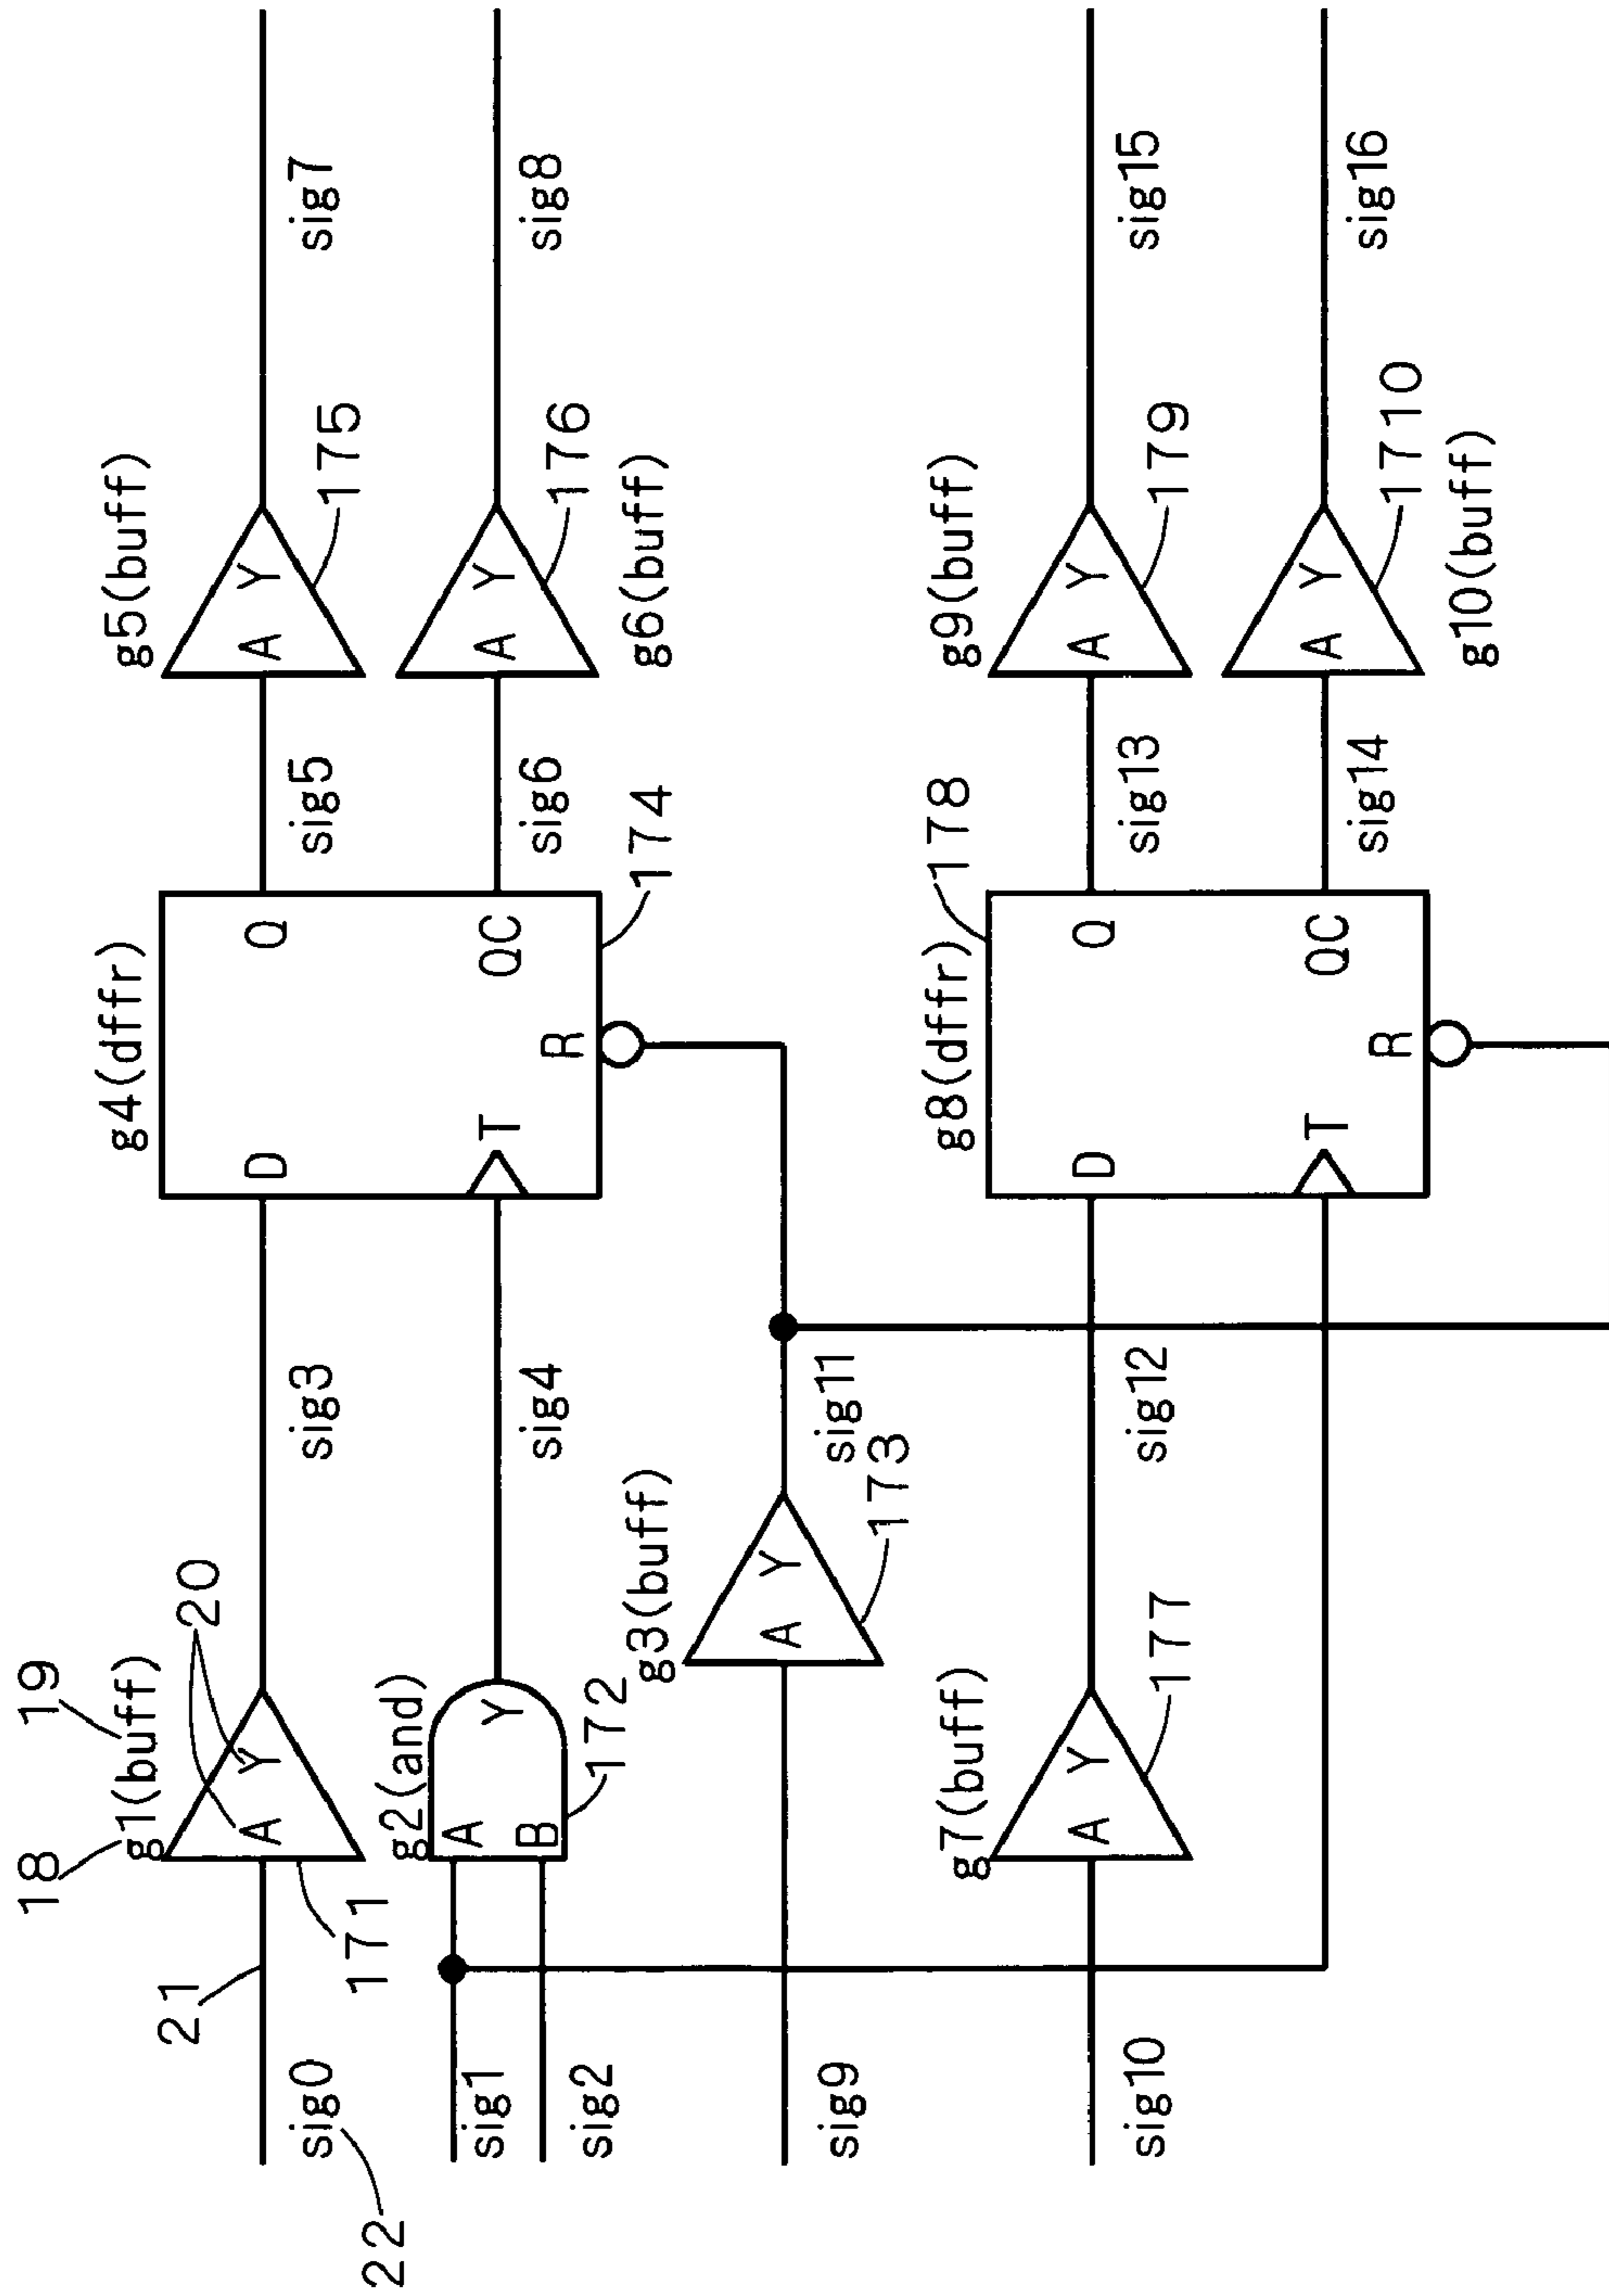 18
19
g1(buff)
20
A
Y
21
171
sig0
22
sig3
g4(dffr)
D
Q
T
QC
R
174
sig5
g5(buff)
A
Y
175
sig7
g2(and)
A
B
Y
172
sig1
sig2
sig4
sig6
A
Y
176
g6(buff)
sig8
g3(buff)
A
Y
173
sig9
sig11
g7(buff)
A
Y
177
sig10
sig12
g8(dffr)
178
D
Q
T
QC
R
sig13
g9(buff)
A
Y
179
sig15
sig14
A
Y
1710
g10(buff)
sig16